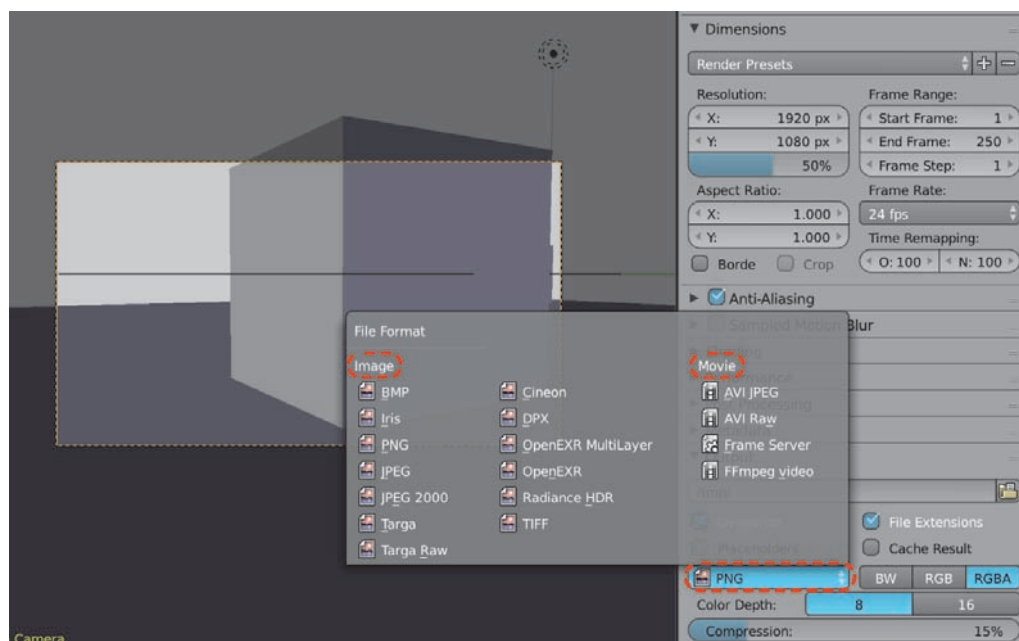 Dimensions
Render Presets
Resolution:
Frame Range:
X: 1920 px
Start Frame: 1
Y: 1080 px
End Frame: 250
50%
Frame Step: 1
Aspect Ratio:
Frame Rate:
X: 1.000
24 fps
Y: 1.000
Time Remapping:
Borde
Crop
O: 100
N: 100
Anti-Aliasing
Sampled Motion Blur
File Format
Image
Movie
BMP
Cineon
AVI JPEG
Iris
DPX
AVI Raw
PNG
OpenEXR MultiLayer
Frame Server
JPEG
OpenEXR
FFmpeg video
JPEG 2000
Radiance HDR
Targa
TIFF
Targa Raw
File Extensions
Placeholders
Cache Result
PNG
BW
RGB
RGBA
Color Depth:
8
16
Compression: 15%
Camera